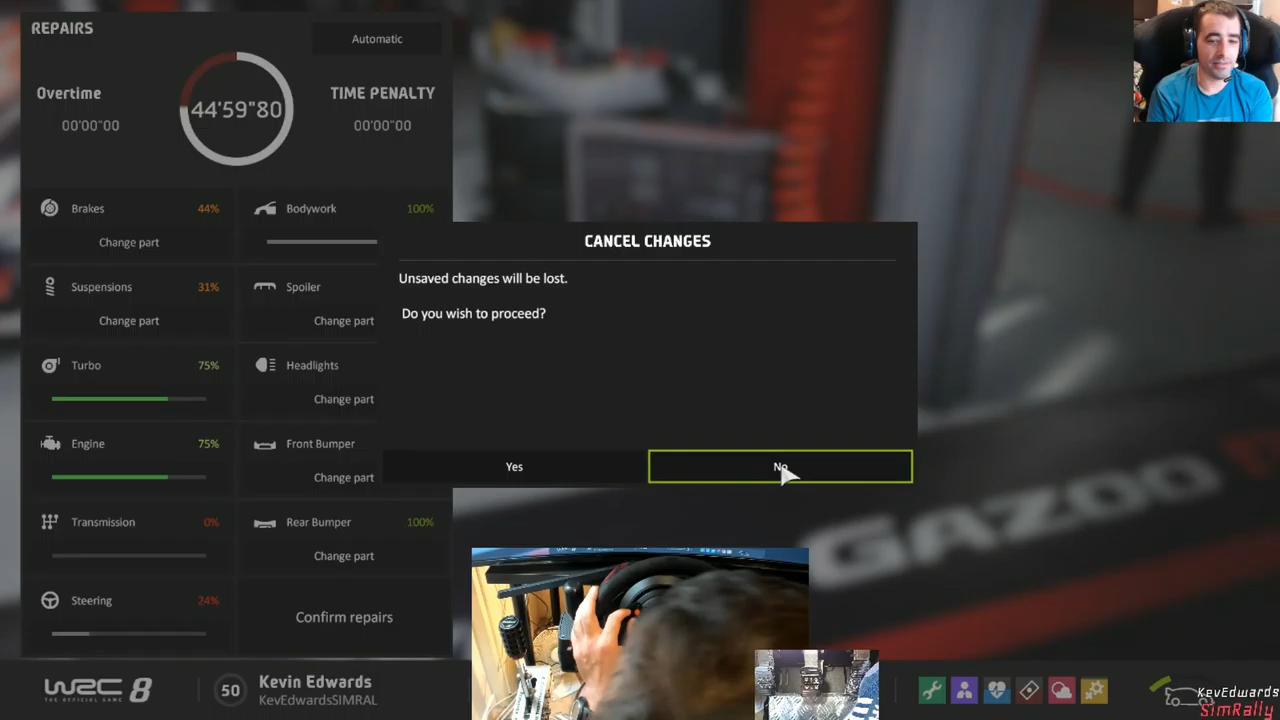 REPAIRS
Automatic
Overtime
00'00"00
44'59"80
TIME PENALTY
00'00"00
Brakes 44%
Change part
Bodywork 100%
Suspensions 31%
Change part
Spoiler
Change part
Turbo 75%
Headlights
Change part
Engine 75%
Front Bumper
Change part
Transmission 0%
Rear Bumper 100%
Change part
Steering 24%
Confirm repairs
CANCEL CHANGES
Unsaved changes will be lost.
Do you wish to proceed?
Yes
No
GAZOO
WRC 8
THE OFFICIAL GAME
50
Kevin Edwards
KevEdwardsSIMRAL
KevEdwards
SimRally